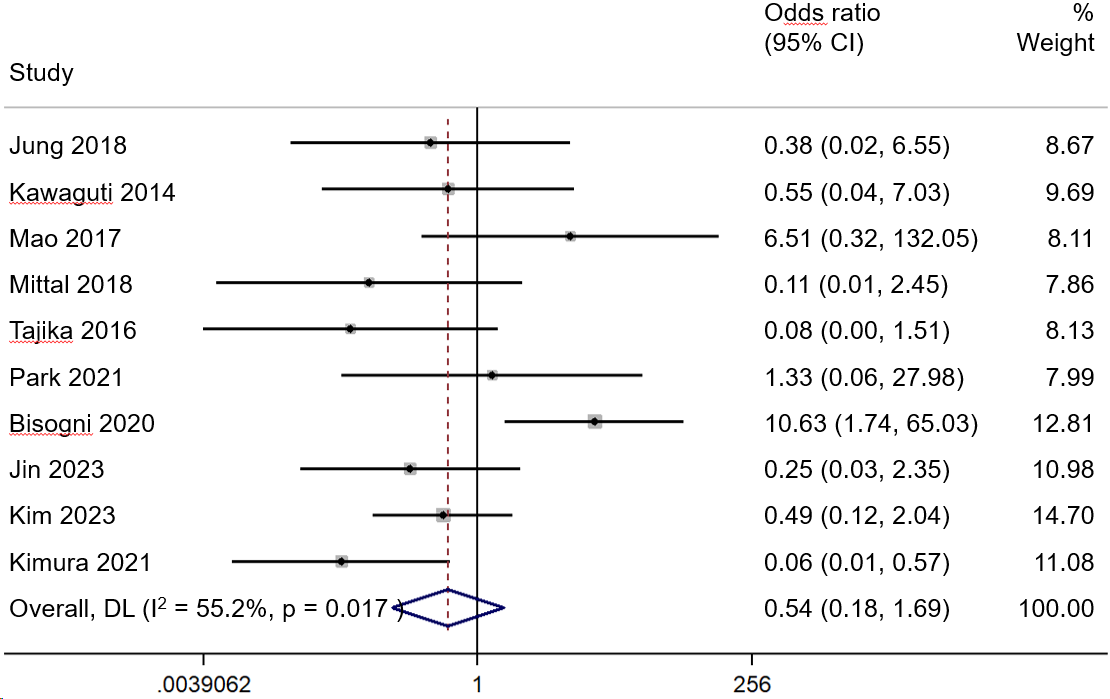 Odds ratio %
(95% CI) Weight
Study
Jung 2018 0.38 (0.02, 6.55) 8.67
Kawaguti 2014 0.55 (0.04, 7.03) 9.69
Mao 2017 6.51 (0.32, 132.05) 8.11
Mittal 2018 0.11 (0.01, 2.45) 7.86
Tajika 2016 0.08 (0.00, 1.51) 8.13
Park 2021 1.33 (0.06, 27.98) 7.99
Bisogni 2020 10.63 (1.74, 65.03) 12.81
Jin 2023 0.25 (0.03, 2.35) 10.98
Kim 2023 0.49 (0.12, 2.04) 14.70
Kimura 2021 0.06 (0.01, 0.57) 11.08
Overall, DL (I² = 55.2%, p = 0.017 ) 0.54 (0.18, 1.69) 100.00
.0039062 1 256